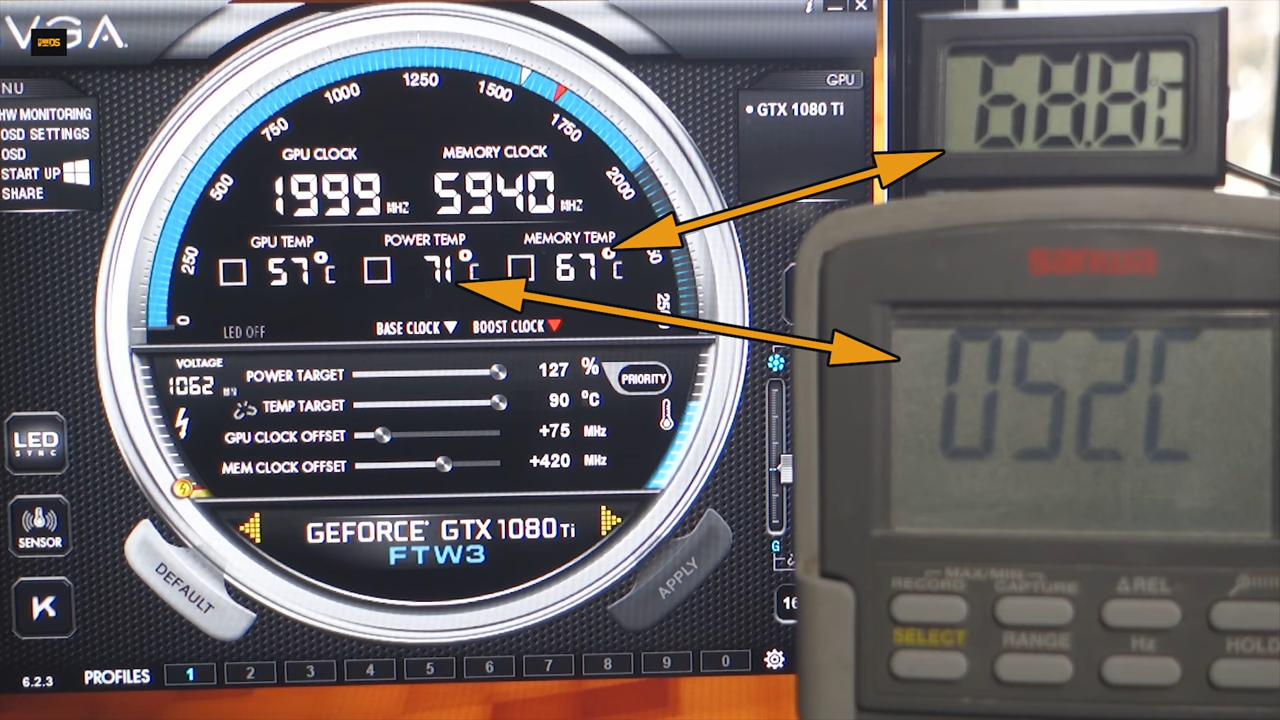 VGA
NU
HW MONITORING
OSD SETTINGS
OSD
START UP
SHARE
GPU
GTX 1080 Ti
0 250 500 750 1000 1250 1500 1750 2000
GPU CLOCK MEMORY CLOCK
1999 MHZ 5940 MHZ
GPU TEMP POWER TEMP MEMORY TEMP
57°C 71°C 67°C
LED OFF BASE CLOCK BOOST CLOCK
VOLTAGE
1062
POWER TARGET 127 %
PRIORITY
TEMP TARGET 90 °C
GPU CLOCK OFFSET +75 MHz
MEM CLOCK OFFSET +420 MHz
GEFORCE GTX 1080 Ti
FTW3
DEFAULT APPLY
LED
SYNC
SENSOR
K
G
6.2.3 PROFILES 1 2 3 4 5 6 7 8 9 0
sanwa
052C
MAX/MIN
RECORD CAPTURE ΔREL
SELECT RANGE Hz HOLD